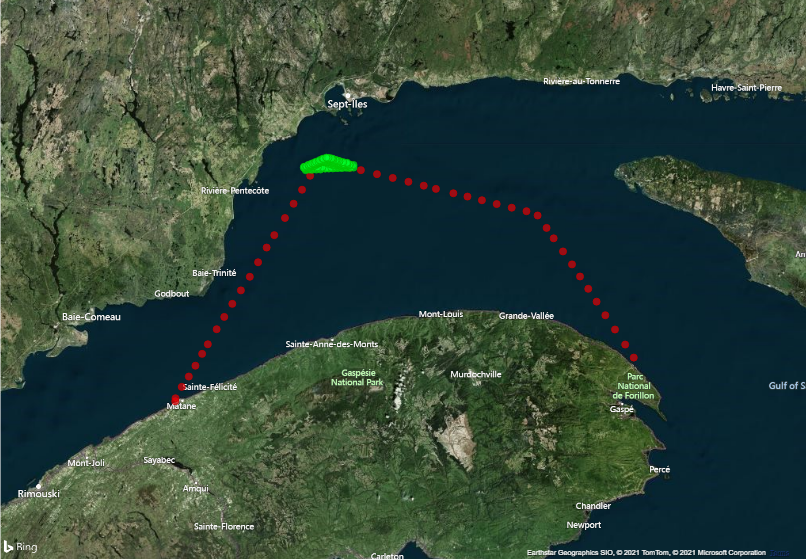 Sept-Iles
Rivière-au-Tonnerre
Havre-Saint-Pierre
Rivière-Pentecôte
Baie-Trinité
An
Godbout
Baie-Comeau
Mont-Louis
Grande-Vallée
Sainte-Anne-des-Monts
Gaspésie
National Park
Murdochville
Parc
National
de Forillon
Gulf of S
Sainte-Félicité
Matane
Gaspé
Mont-Joli
Sayabec
Percé
Rimouski
Amqui
Chandler
Newport
Sainte-Florence
Carleton
Bing
Earthstar Geographics SIO, © 2021 TomTom, © 2021 Microsoft Corporation